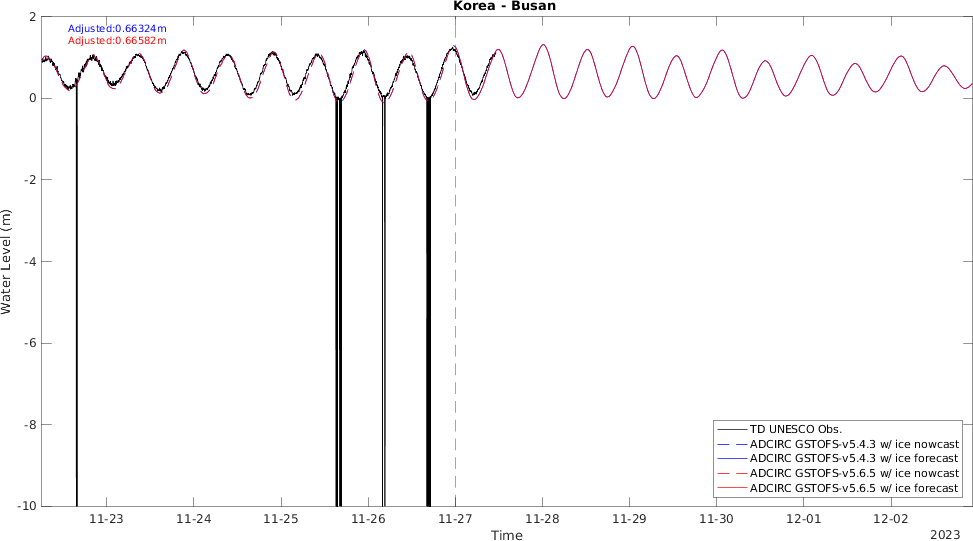 Korea - Busan
Adjusted:0.66324m
Adjusted:0.66582m
2
0
-2
-4
-6
-8
-10
Water Level (m)
TD UNESCO Obs.
ADCIRC GSTOFS-v5.4.3 w/ ice nowcast
ADCIRC GSTOFS-v5.4.3 w/ ice forecast
ADCIRC GSTOFS-v5.6.5 w/ ice nowcast
ADCIRC GSTOFS-v5.6.5 w/ ice forecast
11-23 11-24 11-25 11-26 11-27 11-28 11-29 11-30 12-01 12-02
Time
2023